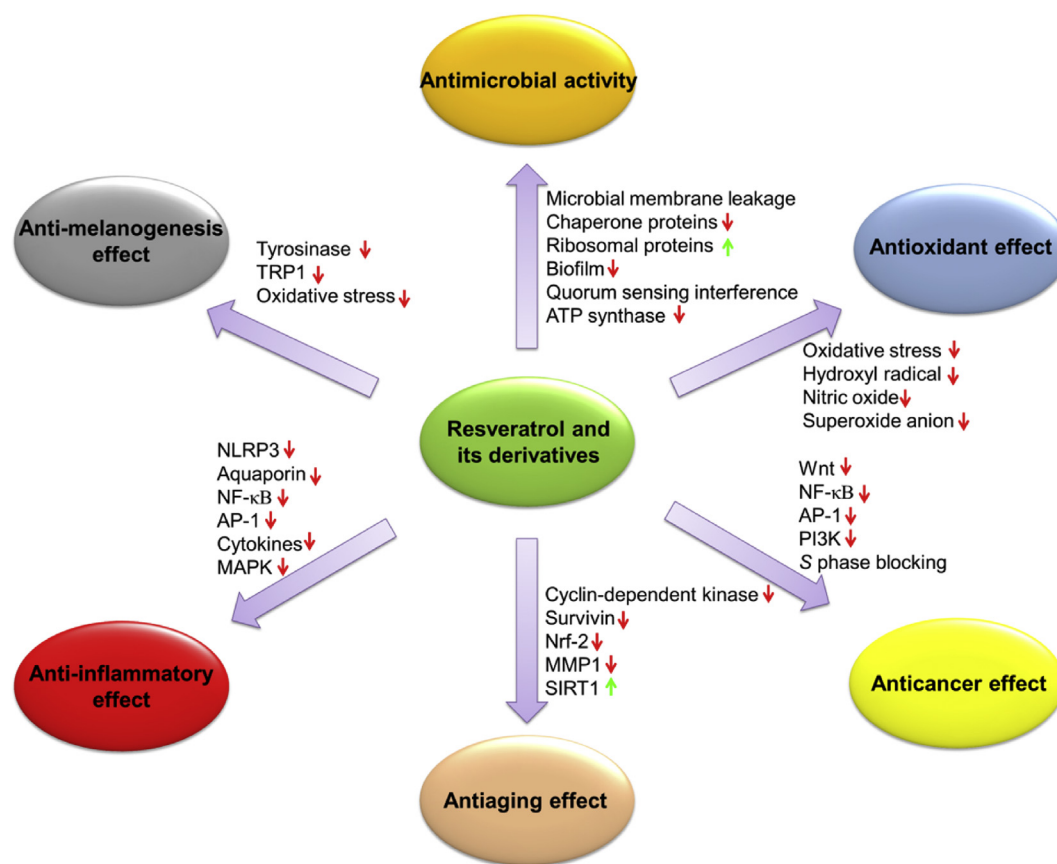 Antimicrobial activity
Microbial membrane leakage
Chaperone proteins ↓
Ribosomal proteins ↑
Biofilm ↓
Quorum sensing interference
ATP synthase ↓
Anti-melanogenesis
effect
Tyrosinase ↓
TRP1 ↓
Oxidative stress ↓
Antioxidant effect
Oxidative stress ↓
Hydroxyl radical ↓
Nitric oxide ↓
Superoxide anion ↓
Resveratrol and
its derivatives
NLRP3 ↓
Aquaporin ↓
NF-κB ↓
AP-1 ↓
Cytokines ↓
MAPK ↓
Wnt ↓
NF-κB ↓
AP-1 ↓
PI3K ↓
S phase blocking
Cyclin-dependent kinase ↓
Survivin ↓
Nrf-2 ↓
MMP1 ↓
SIRT1 ↑
Anti-inflammatory
effect
Anticancer effect
Antiaging effect